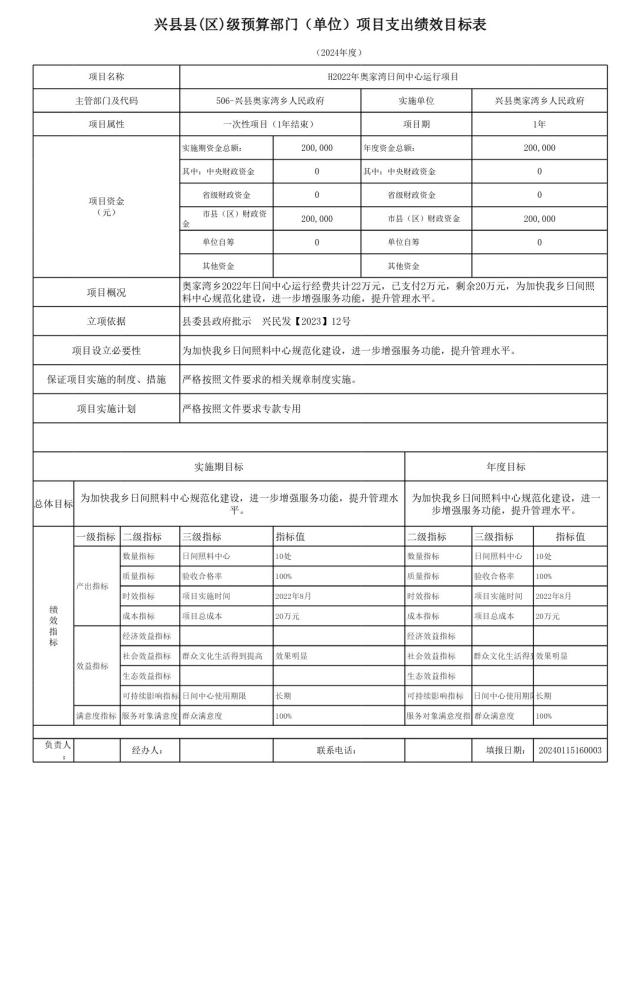 兴县县(区)级预算部门（单位）项目支出绩效目标表
（2024年度）
项目名称 H2022年奥家湾日间中心运行项目
主管部门及代码 506-兴县奥家湾乡人民政府 实施单位 兴县奥家湾乡人民政府
项目属性 一次性项目（1年结束） 项目期 1年
项目资金
（元）
实施期资金总额： 200,000 年度资金总额： 200,000
其中：中央财政资金 0 其中：中央财政资金 0
省级财政资金 0 省级财政资金 0
市县（区）财政资
金 200,000 市县（区）财政资金 200,000
单位自筹 0 单位自筹 0
其他资金 其他资金
项目概况 奥家湾乡2022年日间中心运行经费共计22万元，已支付2万元，剩余20万元，为加快我乡日间照
料中心规范化建设，进一步增强服务功能，提升管理水平。
立项依据 县委县政府批示 兴民发【2023】12号
项目设立必要性 为加快我乡日间照料中心规范化建设，进一步增强服务功能，提升管理水平。
保证项目实施的制度、措施 严格按照文件要求的相关规章制度实施。
项目实施计划 严格按照文件要求专款专用
实施期目标 年度目标
总体目标 为加快我乡日间照料中心规范化建设，进一步增强服务功能，提升管理水
平。
为加快我乡日间照料中心规范化建设，进一
步增强服务功能，提升管理水平。
绩效指标
一级指标 二级指标 三级指标 指标值 二级指标 三级指标 指标值
产出指标
数量指标 日间照料中心 10处 数量指标 日间照料中心 10处
质量指标 验收合格率 100% 质量指标 验收合格率 100%
时效指标 项目实施时间 2022年8月 时效指标 项目实施时间 2022年8月
成本指标 项目总成本 20万元 成本指标 项目总成本 20万元
效益指标
经济效益指标 经济效益指标
社会效益指标 群众文化生活得到提高 效果明显 社会效益指标 群众文化生活得 效果明显
生态效益指标 生态效益指标
可持续影响指标 日间中心使用期限 长期 可持续影响指标 日间中心使用期 长期
满意度指标 服务对象满意度 群众满意度 100% 服务对象满意度指 群众满意度 100%
负责人
： 经办人： 联系电话： 填报日期： 20240115160003